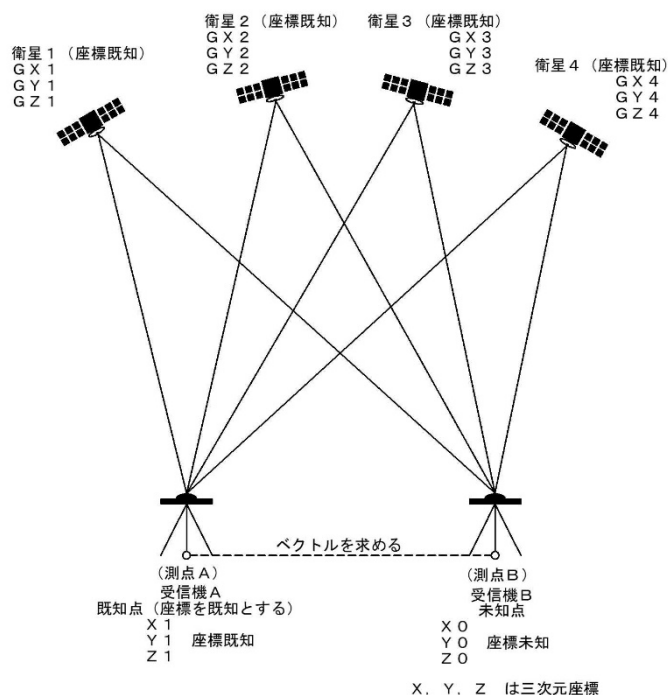 衛星1（座標既知）
GX1
GY1
GZ1
衛星2（座標既知）
GX2
GY2
GZ2
衛星3（座標既知）
GX3
GY3
GZ3
衛星4（座標既知）
GX4
GY4
GZ4
ベクトルを求める
（測点A）
受信機A
既知点（座標を既知とする）
X1
Y1　座標既知
Z1
（測点B）
受信機B
未知点
X0
Y0　座標未知
Z0
X，Y，Z　は三次元座標